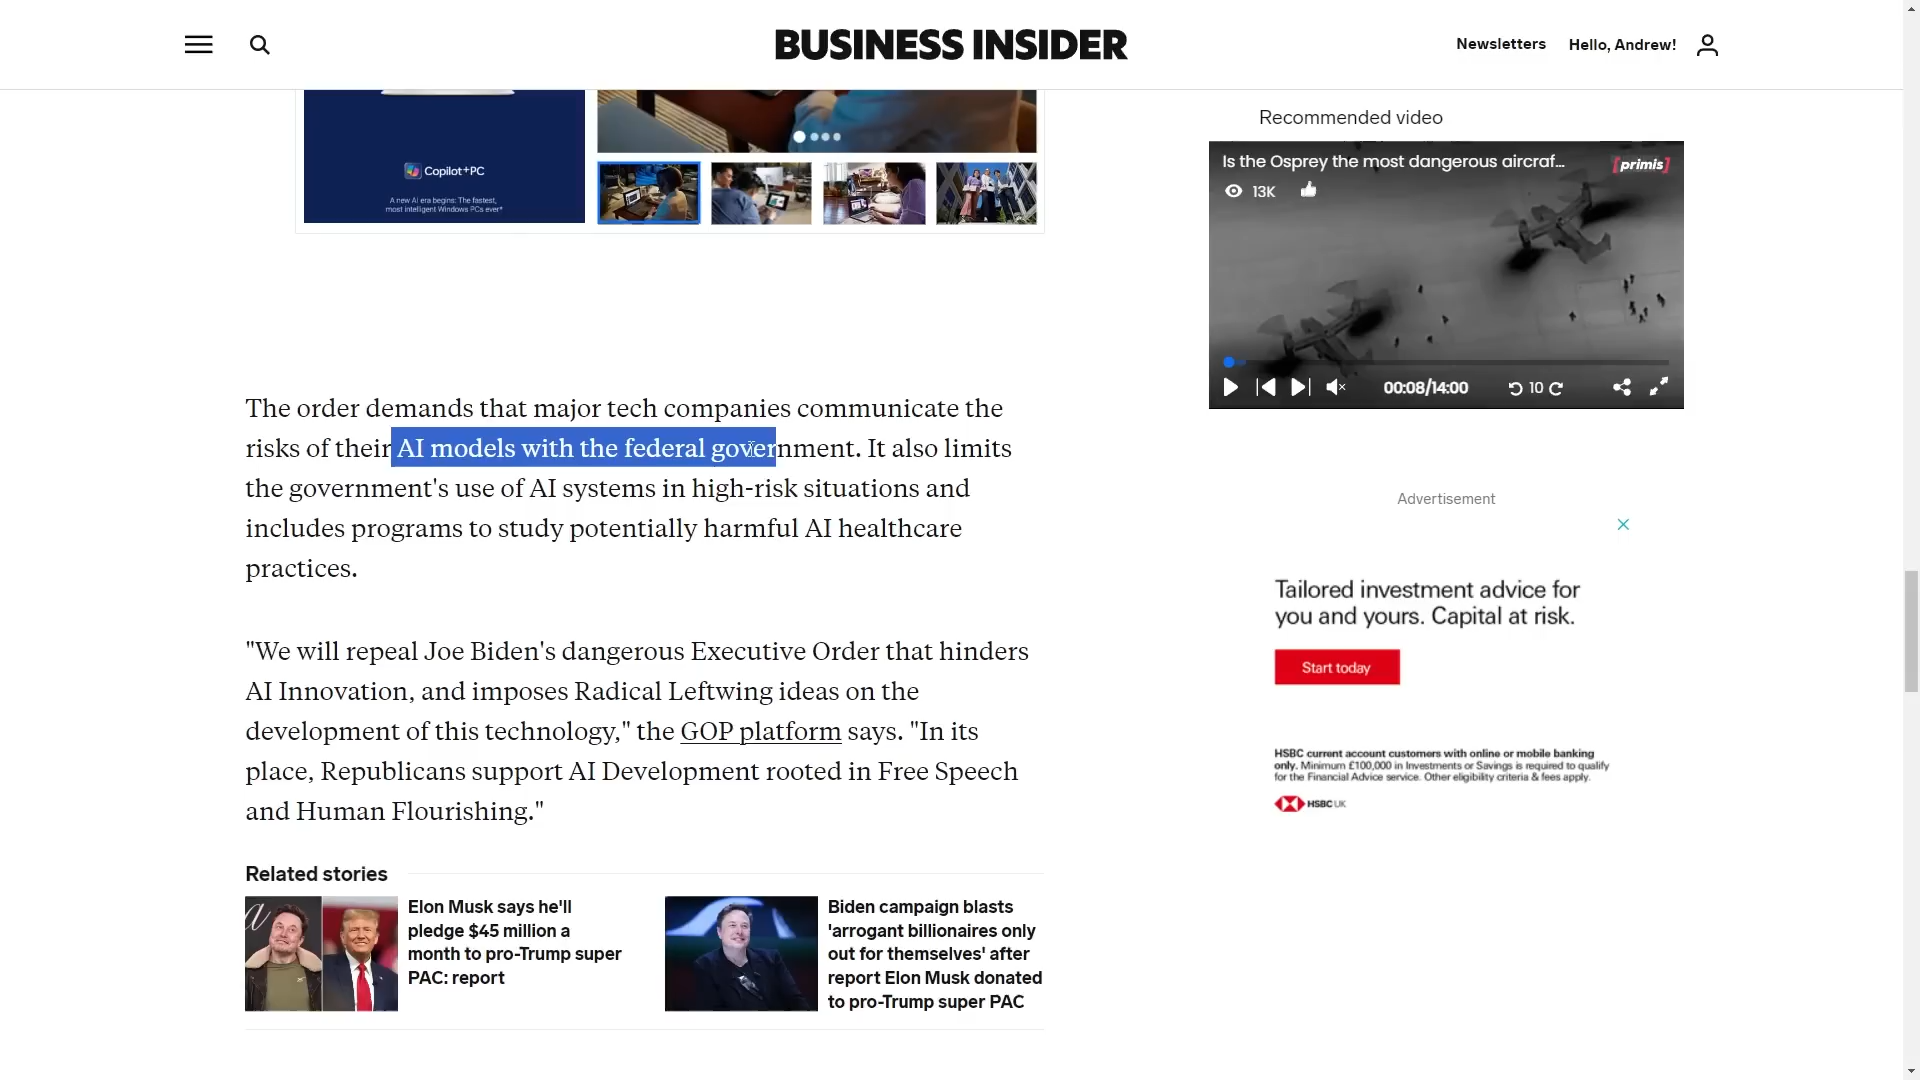 BUSINESS INSIDER
Newsletters
Hello, Andrew!
Copilot+PC
A new AI era begins: The fastest,
most intelligent Windows PCs ever*
Recommended video
Is the Osprey the most dangerous aircraf...
[primis]
13K
00:08/14:00
10
The order demands that major tech companies communicate the
risks of their AI models with the federal government. It also limits
the government's use of AI systems in high-risk situations and
includes programs to study potentially harmful AI healthcare
practices.
"We will repeal Joe Biden's dangerous Executive Order that hinders
AI Innovation, and imposes Radical Leftwing ideas on the
development of this technology," the GOP platform says. "In its
place, Republicans support AI Development rooted in Free Speech
and Human Flourishing."
Related stories
Elon Musk says he'll
pledge $45 million a
month to pro-Trump super
PAC: report
Biden campaign blasts
'arrogant billionaires only
out for themselves' after
report Elon Musk donated
to pro-Trump super PAC
Advertisement
Tailored investment advice for
you and yours. Capital at risk.
Start today
HSBC current account customers with online or mobile banking
only. Minimum £100,000 in Investments or Savings is required to qualify
for the Financial Advice service. Other eligibility criteria & fees apply.
HSBC UK